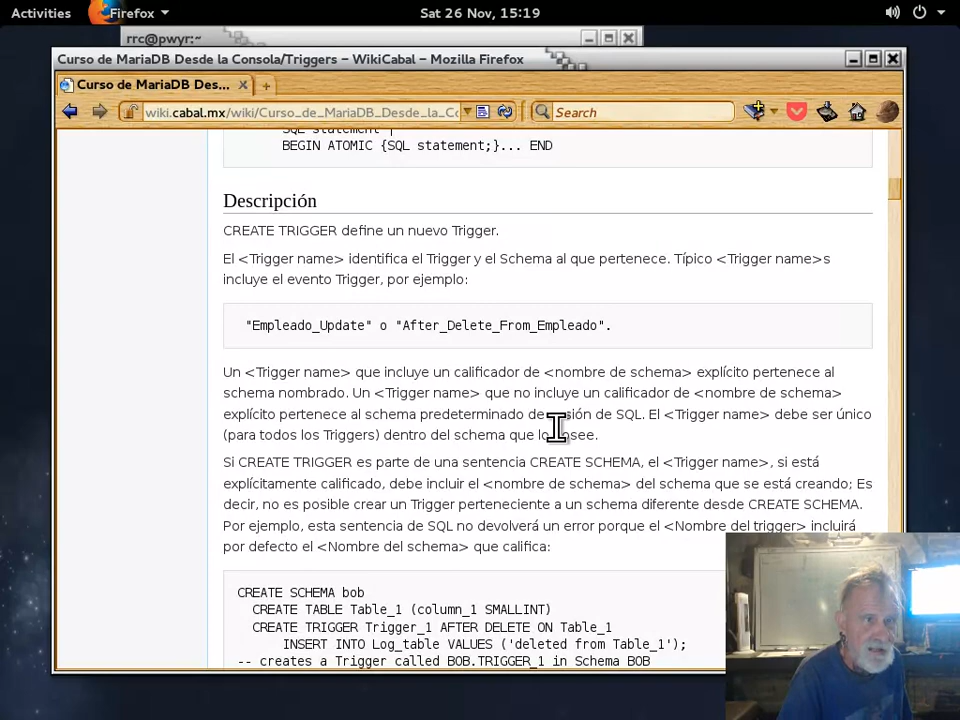 Activities Firefox Sat 26 Nov, 15:19
rrc@pwyr:~
Curso de MariaDB Desde la Consola/Triggers – WikiCabal – Mozilla Firefox
Curso de MariaDB Des...
wiki.cabal.mx/wiki/Curso_de_MariaDB_Desde_la_Co Search
SQL statement |
BEGIN ATOMIC {SQL statement;}... END
Descripción
CREATE TRIGGER define un nuevo Trigger.
El <Trigger name> identifica el Trigger y el Schema al que pertenece. Típico <Trigger name>s
incluye el evento Trigger, por ejemplo:
"Empleado_Update" o "After_Delete_From_Empleado".
Un <Trigger name> que incluye un calificador de <nombre de schema> explícito pertenece al
schema nombrado. Un <Trigger name> que no incluye un calificador de <nombre de schema>
explícito pertenece al schema predeterminado de sesión de SQL. El <Trigger name> debe ser único
(para todos los Triggers) dentro del schema que lo posee.
Si CREATE TRIGGER es parte de una sentencia CREATE SCHEMA, el <Trigger name>, si está
explícitamente calificado, debe incluir el <nombre de schema> del schema que se está creando; Es
decir, no es posible crear un Trigger perteneciente a un schema diferente desde CREATE SCHEMA.
Por ejemplo, esta sentencia de SQL no devolverá un error porque el <Nombre del trigger> incluirá
por defecto el <Nombre del schema> que califica:
CREATE SCHEMA bob
CREATE TABLE Table_1 (column_1 SMALLINT)
CREATE TRIGGER Trigger_1 AFTER DELETE ON Table_1
INSERT INTO Log_table VALUES ('deleted from Table_1');
-- creates a Trigger called BOB.TRIGGER_1 in Schema BOB